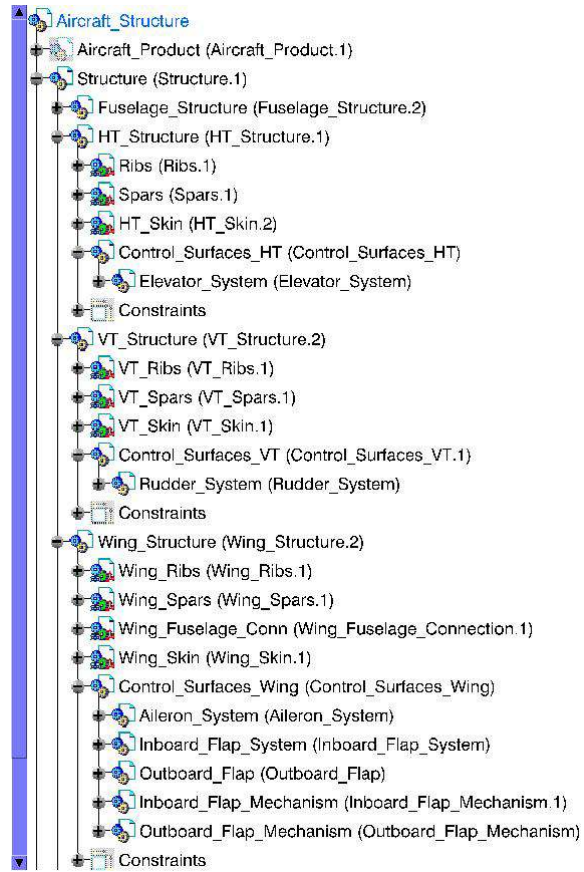 Aircraft_Structure
Aircraft_Product (Aircraft_Product.1)
Structure (Structure.1)
Fuselage_Structure (Fuselage_Structure.2)
HT_Structure (HT_Structure.1)
Ribs (Ribs.1)
Spars (Spars.1)
HT_Skin (HT_Skin.2)
Control_Surfaces_HT (Control_Surfaces_HT)
Elevator_System (Elevator_System)
Constraints
VT_Structure (VT_Structure.2)
VT_Ribs (VT_Ribs.1)
VT_Spars (VT_Spars.1)
VT_Skin (VT_Skin.1)
Control_Surfaces_VT (Control_Surfaces_VT.1)
Rudder_System (Rudder_System)
Constraints
Wing_Structure (Wing_Structure.2)
Wing_Ribs (Wing_Ribs.1)
Wing_Spars (Wing_Spars.1)
Wing_Fuselage_Conn (Wing_Fuselage_Connection.1)
Wing_Skin (Wing_Skin.1)
Control_Surfaces_Wing (Control_Surfaces_Wing)
Aileron_System (Aileron_System)
Inboard_Flap_System (Inboard_Flap_System)
Outboard_Flap (Outboard_Flap)
Inboard_Flap_Mechanism (Inboard_Flap_Mechanism.1)
Outboard_Flap_Mechanism (Outboard_Flap_Mechanism)
Constraints